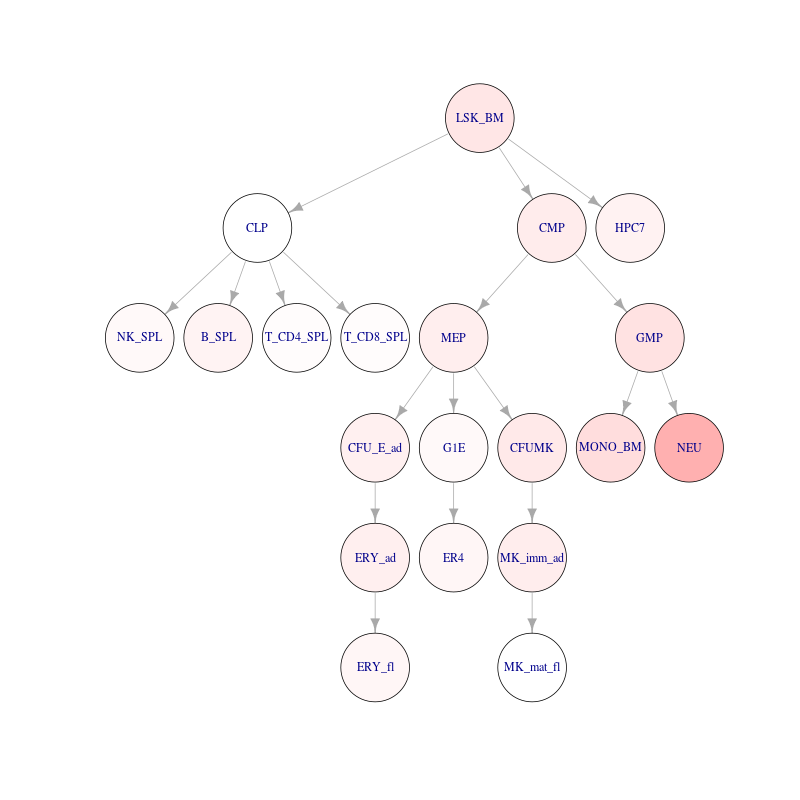 LSK_BM
CLP
CMP
HPC7
NK_SPL
B_SPL
T_CD4_SPL
T_CD8_SPL
MEP
GMP
CFU_E_ad
G1E
CFUMK
MONO_BM
NEU
ERY_ad
ER4
MK_imm_ad
ERY_fl
MK_mat_fl